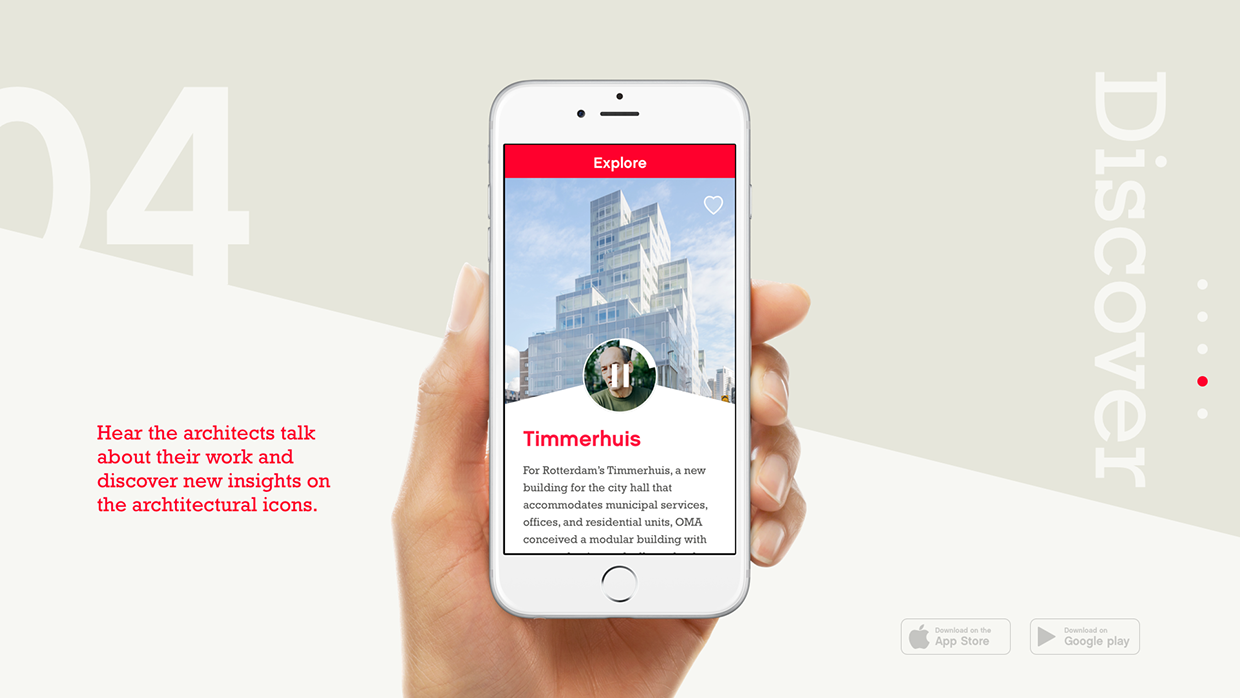 04
Discover
Explore
Timmerhuis
For Rotterdam's Timmerhuis, a new
building for the city hall that
accommodates municipal services,
offices, and residential units, OMA
conceived a modular building with
Hear the architects talk
about their work and
discover new insights on
the archtitectural icons.
Download on the
App Store
Download on
Google play